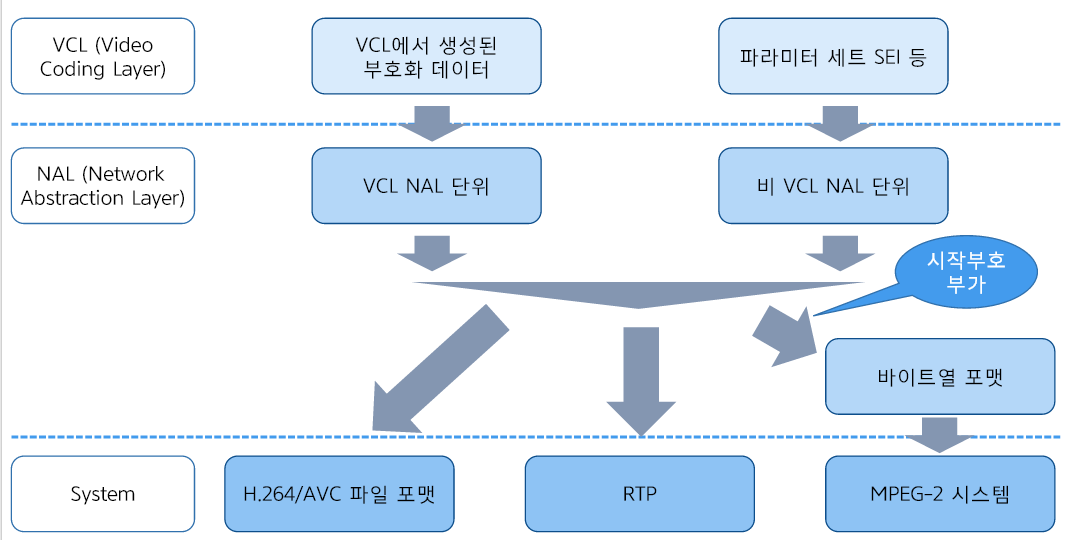 VCL (Video
Coding Layer)
VCL에서 생성된
부호화 데이터
파라미터 세트 SEI 등
NAL (Network
Abstraction Layer)
VCL NAL 단위
비 VCL NAL 단위
시작부호
부가
바이트열 포맷
System
H.264/AVC 파일 포맷
RTP
MPEG-2 시스템